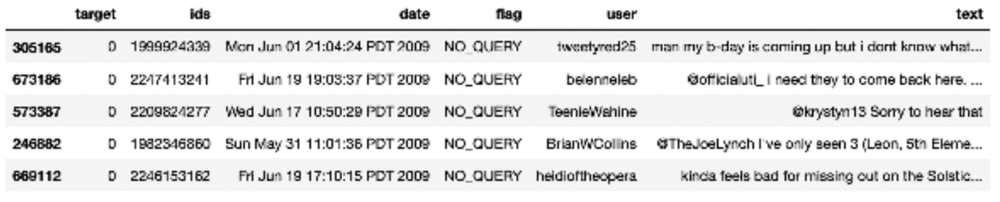 target ids date flag user text
305165 0 1999924339 Mon Jun 01 21:04:24 PDT 2009 NO_QUERY tweetyred25 man my b-day is coming up but i dont know what...
673186 0 2247413241 Fri Jun 19 19:03:37 PDT 2009 NO_QUERY belenneleb @officialuti_ i need they to come back here. ...
573387 0 2209824277 Wed Jun 17 10:50:29 PDT 2009 NO_QUERY TeenieWahine @krystyn13 Sorry to hear that
246882 0 1982346860 Sun May 31 11:01:36 PDT 2009 NO_QUERY BrianWCollins @TheJoeLynch I've only seen 3 (Leon, 5th Eleme...
669112 0 2246153162 Fri Jun 19 17:10:15 PDT 2009 NO_QUERY heidioftheopera kinda feels bad for missing out on the Solstic...